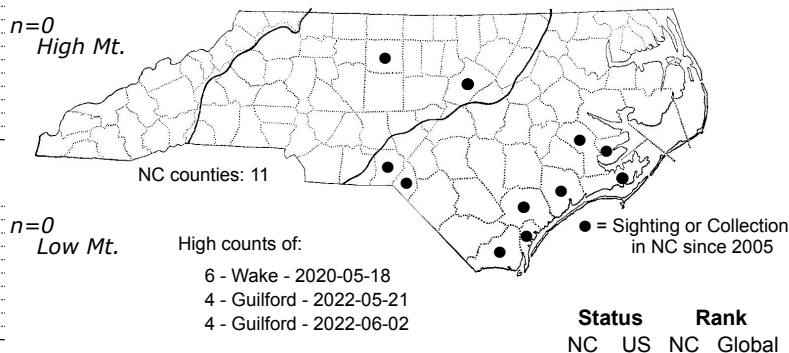 n=0
High Mt.
NC counties: 11
n=0
Low Mt.
High counts of:
6 - Wake - 2020-05-18
4 - Guilford - 2022-05-21
4 - Guilford - 2022-06-02
● = Sighting or Collection
in NC since 2005
Status Rank
NC US NC Global